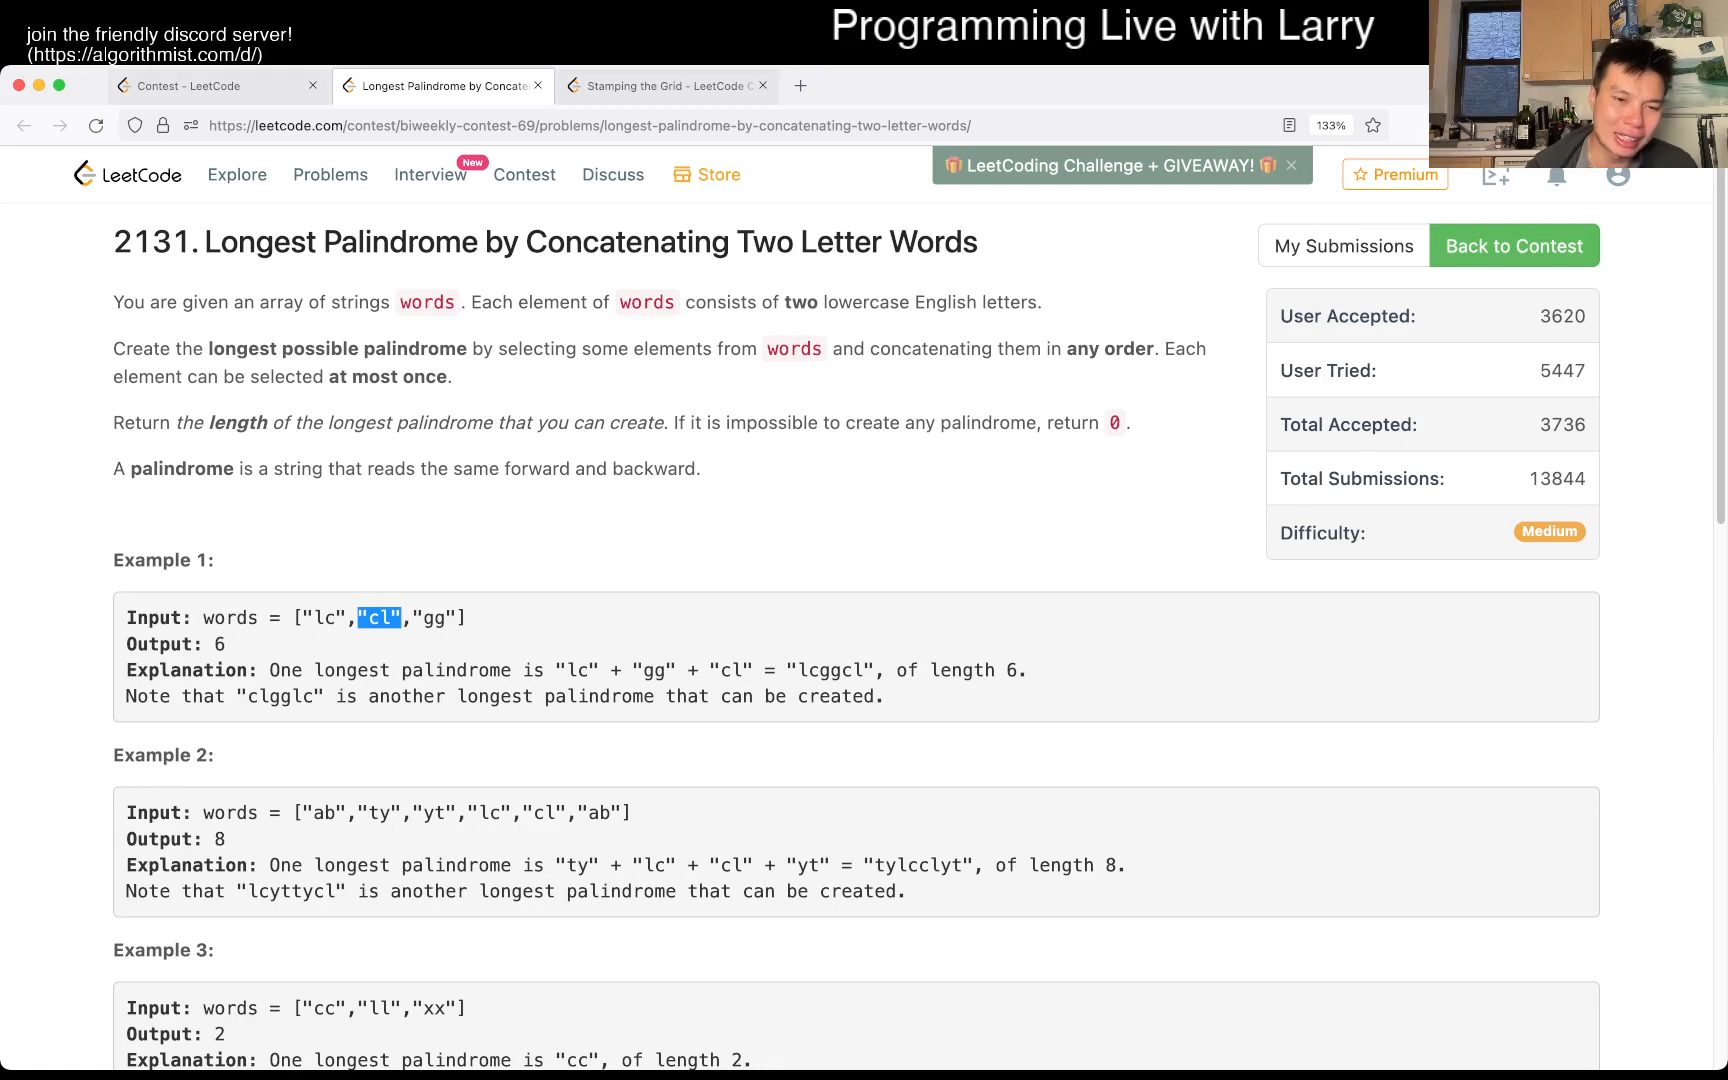 join the friendly discord server!
(https://algorithmist.com/d/)
Programming Live with Larry
Contest - LeetCode
Longest Palindrome by Concate
Stamping the Grid - LeetCode C
https://leetcode.com/contest/biweekly-contest-69/problems/longest-palindrome-by-concatenating-two-letter-words/
133%
LeetCode
Explore
Problems
Interview
New
Contest
Discuss
Store
LeetCoding Challenge + GIVEAWAY!
Premium
2131. Longest Palindrome by Concatenating Two Letter Words
My Submissions
Back to Contest
You are given an array of strings words. Each element of words consists of two lowercase English letters.
Create the longest possible palindrome by selecting some elements from words and concatenating them in any order. Each
element can be selected at most once.
Return the length of the longest palindrome that you can create. If it is impossible to create any palindrome, return 0.
A palindrome is a string that reads the same forward and backward.
User Accepted: 3620
User Tried: 5447
Total Accepted: 3736
Total Submissions: 13844
Difficulty: Medium
Example 1:
Input: words = ["lc","cl","gg"]
Output: 6
Explanation: One longest palindrome is "lc" + "gg" + "cl" = "lcggcl", of length 6.
Note that "clgglc" is another longest palindrome that can be created.
Example 2:
Input: words = ["ab","ty","yt","lc","cl","ab"]
Output: 8
Explanation: One longest palindrome is "ty" + "lc" + "cl" + "yt" = "tylcclyt", of length 8.
Note that "lcyttycl" is another longest palindrome that can be created.
Example 3:
Input: words = ["cc","ll","xx"]
Output: 2
Explanation: One longest palindrome is "cc", of length 2.